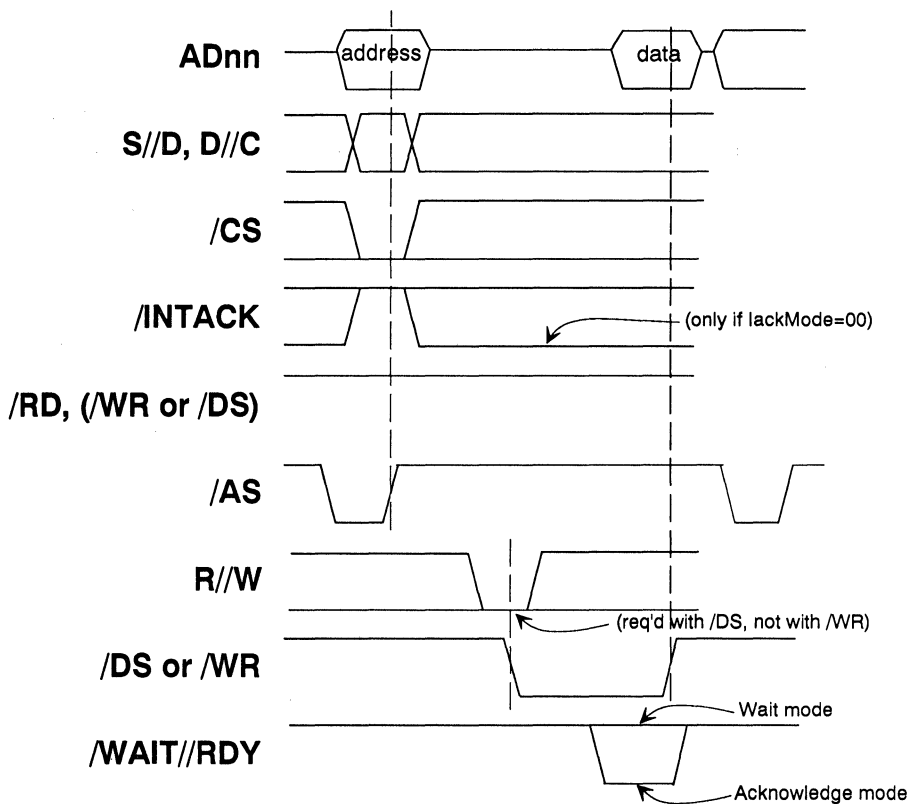 ADnn
address
data
S//D, D//C
/CS
/INTACK
(only if IackMode=00)
/RD, (/WR or /DS)
/AS
R//W
(req'd with /DS, not with /WR)
/DS or /WR
Wait mode
/WAIT//RDY
Acknowledge mode